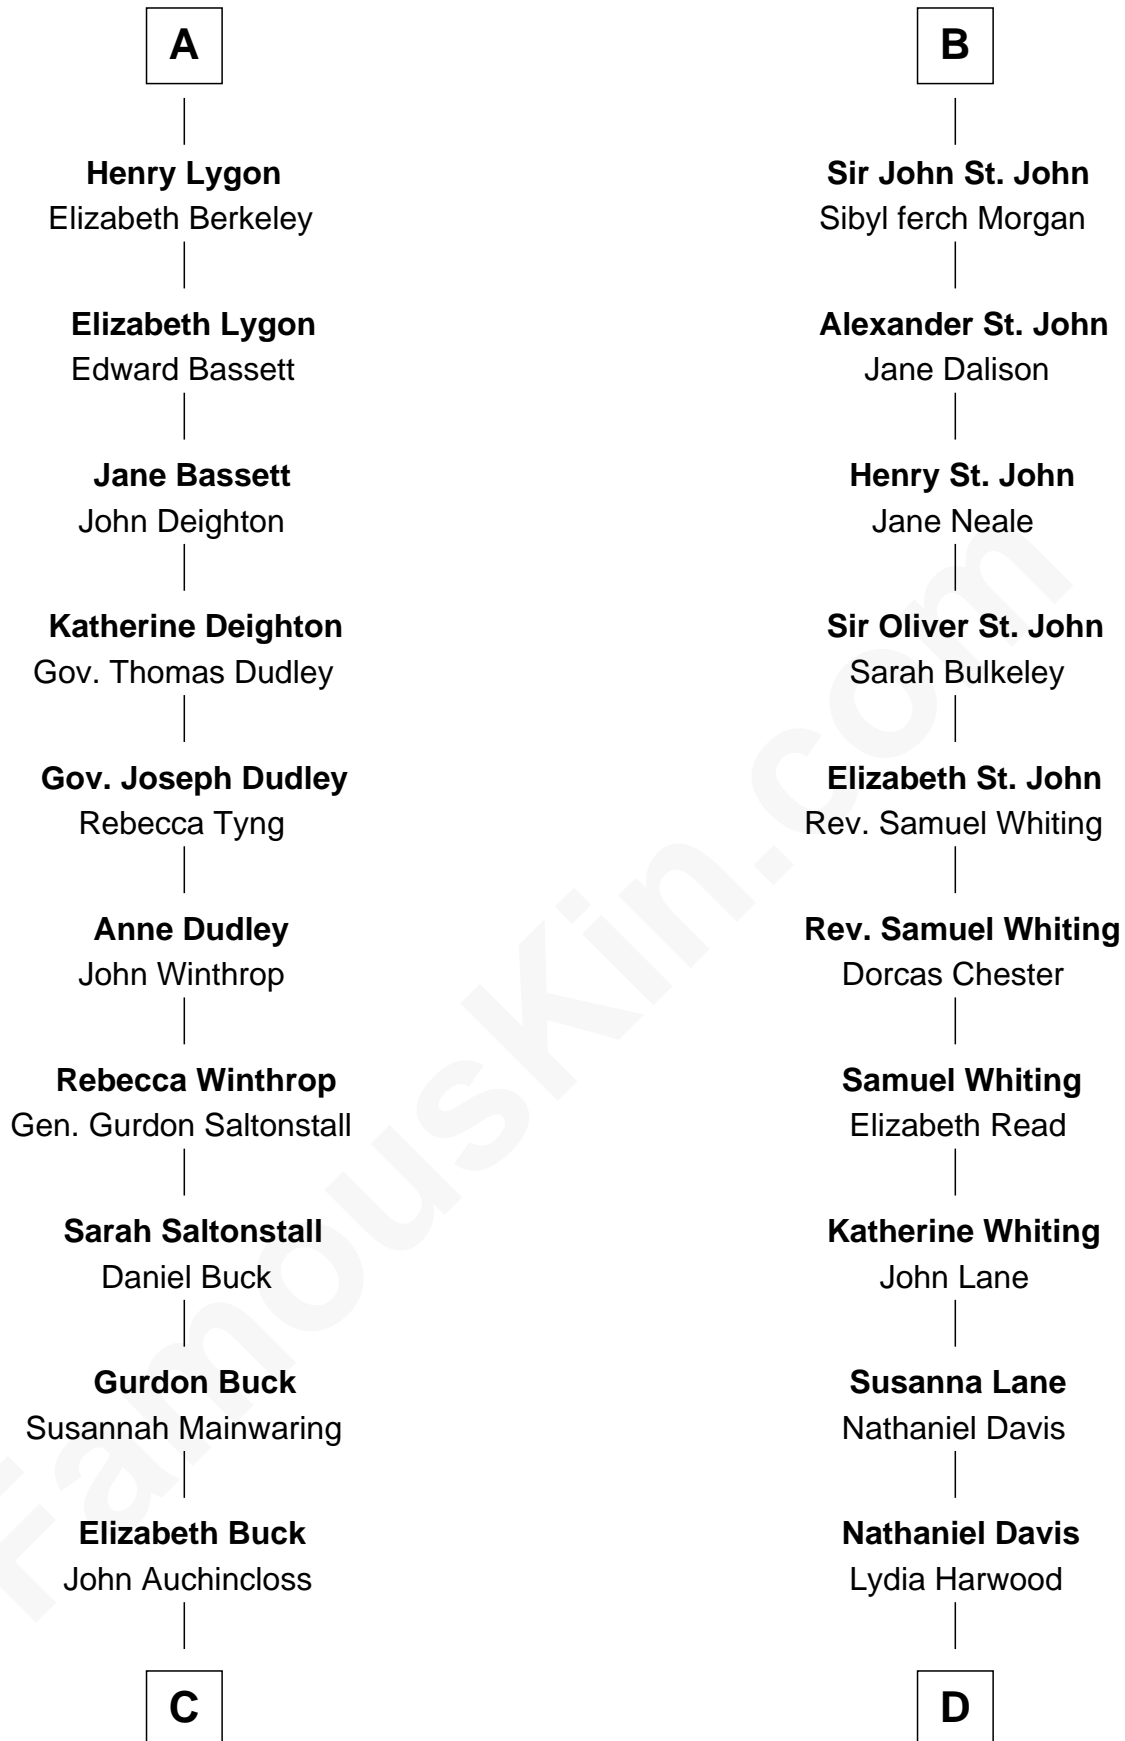 A
Henry Lygon
Elizabeth Berkeley
Elizabeth Lygon
Edward Bassett
Jane Bassett
John Deighton
Katherine Deighton
Gov. Thomas Dudley
Gov. Joseph Dudley
Rebecca Tyng
Anne Dudley
John Winthrop
Rebecca Winthrop
Gen. Gurdon Saltonstall
Sarah Saltonstall
Daniel Buck
Gurdon Buck
Susannah Mainwaring
Elizabeth Buck
John Auchincloss
C
B
Sir John St. John
Sibyl ferch Morgan
Alexander St. John
Jane Dalison
Henry St. John
Jane Neale
Sir Oliver St. John
Sarah Bulkeley
Elizabeth St. John
Rev. Samuel Whiting
Rev. Samuel Whiting
Dorcas Chester
Samuel Whiting
Elizabeth Read
Katherine Whiting
John Lane
Susanna Lane
Nathaniel Davis
Nathaniel Davis
Lydia Harwood
D
FamousKin.com